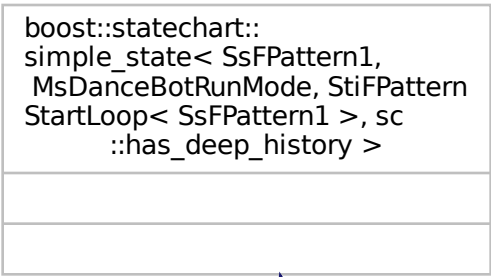 boost::statechart::
simple_state< SsFPattern1,
MsDanceBotRunMode, StiFPattern
StartLoop< SsFPattern1 >, sc
::has_deep_history >